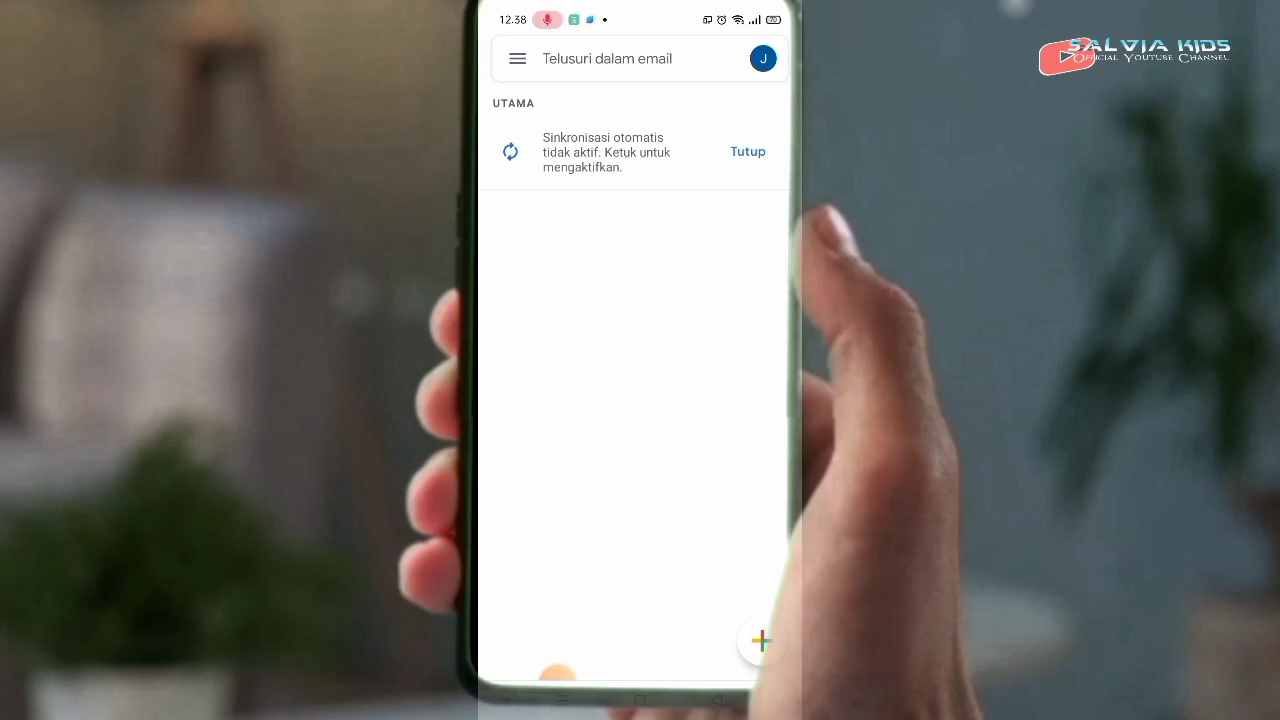 12.38
SALVIA KIDS
OFFICIAL YOUTUBE CHANNEL
Telusuri dalam email
J
UTAMA
Sinkronisasi otomatis
tidak aktif. Ketuk untuk
mengaktifkan.
Tutup